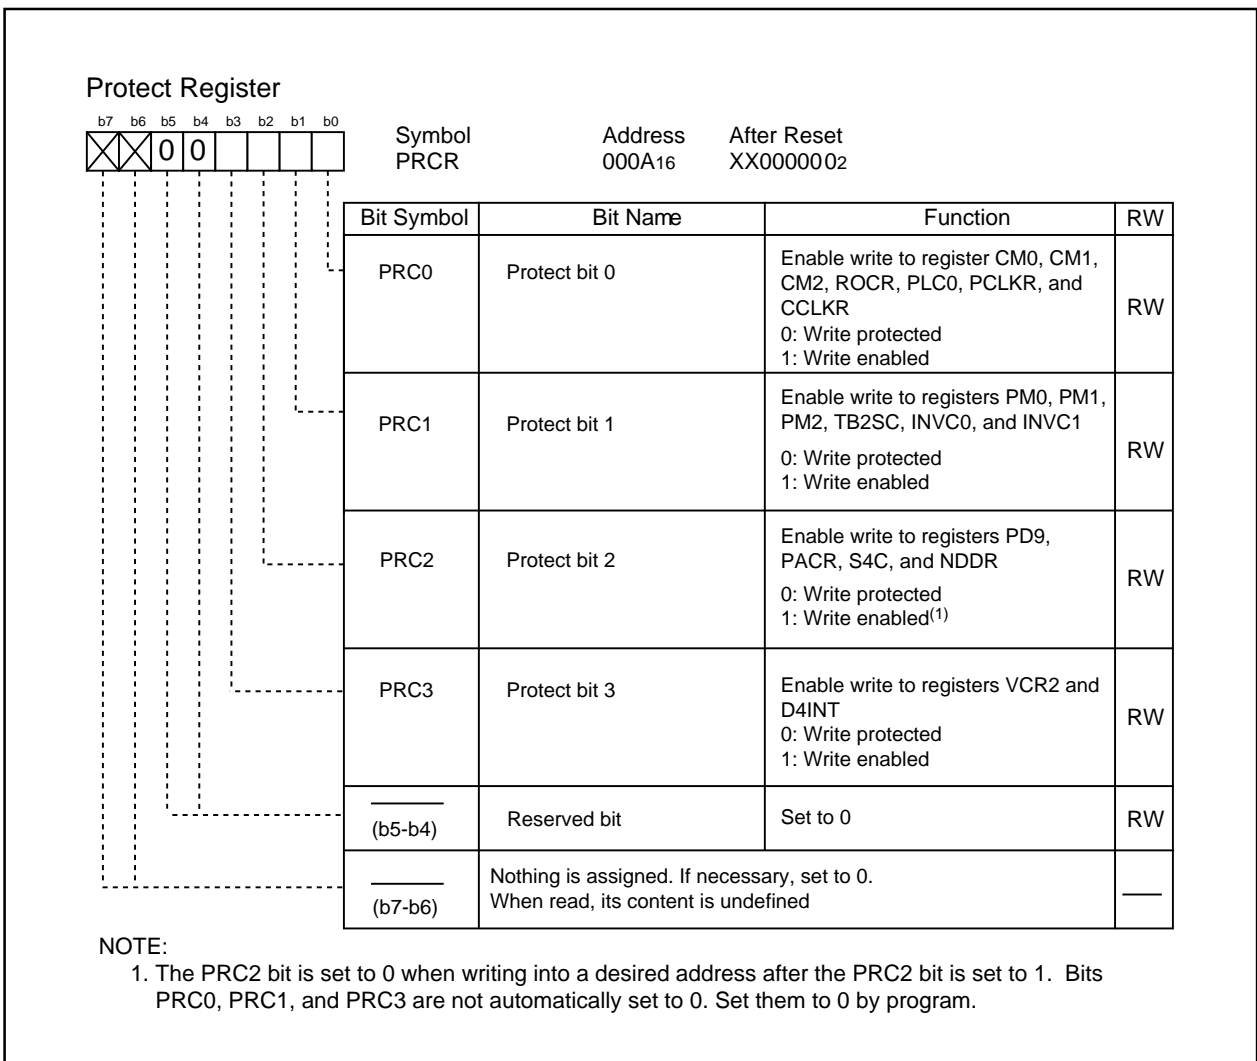 Protect Register
b7 b6 b5 b4 b3 b2 b1 b0
0 0
Symbol Address After Reset
PRCR 000A16 XX0000002
Bit Symbol Bit Name Function RW
PRC0 Protect bit 0 Enable write to register CM0, CM1,
CM2, ROCR, PLC0, PCLKR, and
CCLKR
0: Write protected
1: Write enabled
RW
PRC1 Protect bit 1 Enable write to registers PM0, PM1,
PM2, TB2SC, INVC0, and INVC1
0: Write protected
1: Write enabled
RW
PRC2 Protect bit 2 Enable write to registers PD9,
PACR, S4C, and NDDR
0: Write protected
1: Write enabled(1)
RW
PRC3 Protect bit 3 Enable write to registers VCR2 and
D4INT
0: Write protected
1: Write enabled
RW
(b5-b4) Reserved bit Set to 0 RW
(b7-b6) Nothing is assigned. If necessary, set to 0.
When read, its content is undefined
NOTE:
1. The PRC2 bit is set to 0 when writing into a desired address after the PRC2 bit is set to 1. Bits
PRC0, PRC1, and PRC3 are not automatically set to 0. Set them to 0 by program.